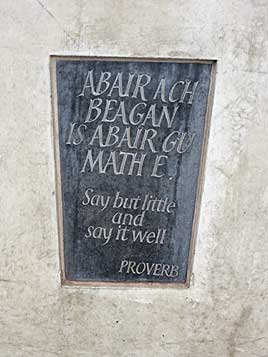 ABAIR ACH
BEAGAN
IS ABAIR GU
MATH E.
Say but little
and
say it well
PROVERB